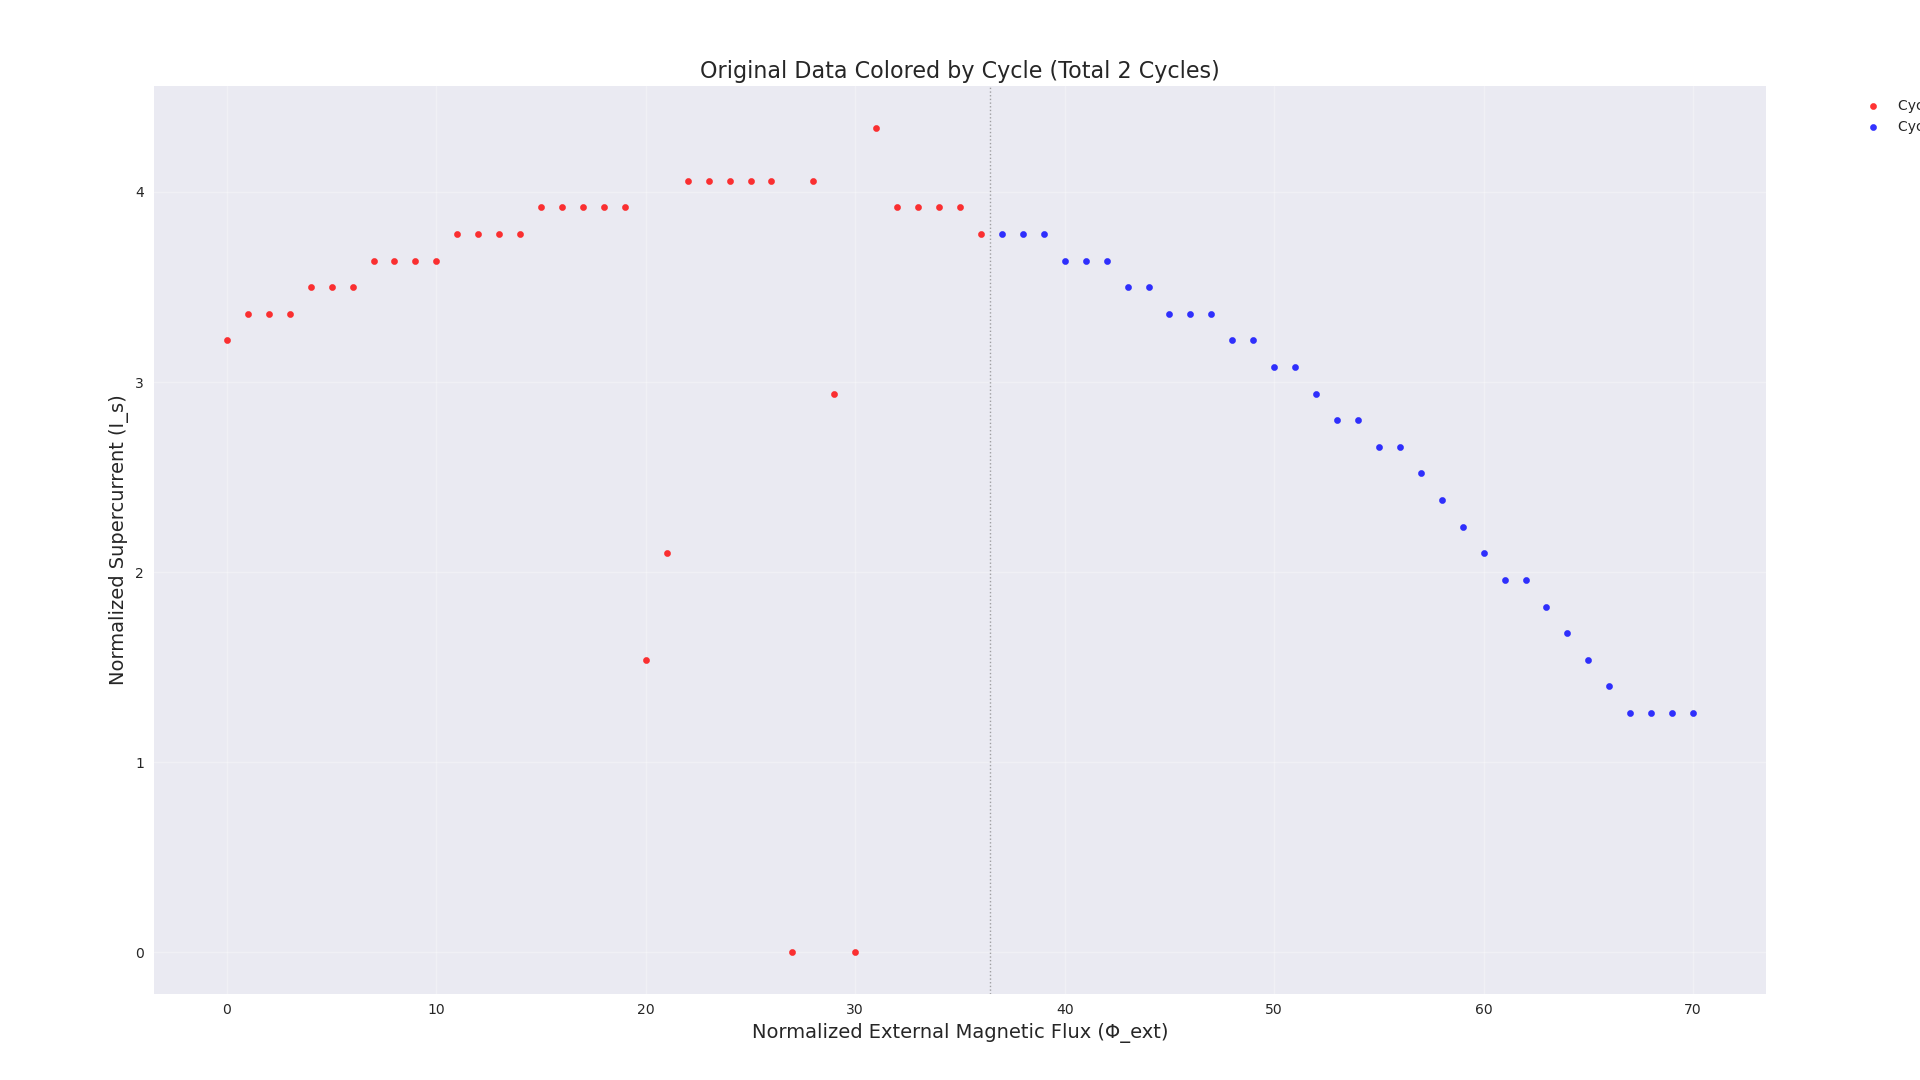 Original Data Colored by Cycle (Total 2 Cycles)
Cyc
Cyc
4
3
2
1
0
Normalized Supercurrent (I_s)
0 10 20 30 40 50 60 70
Normalized External Magnetic Flux (Φ_ext)